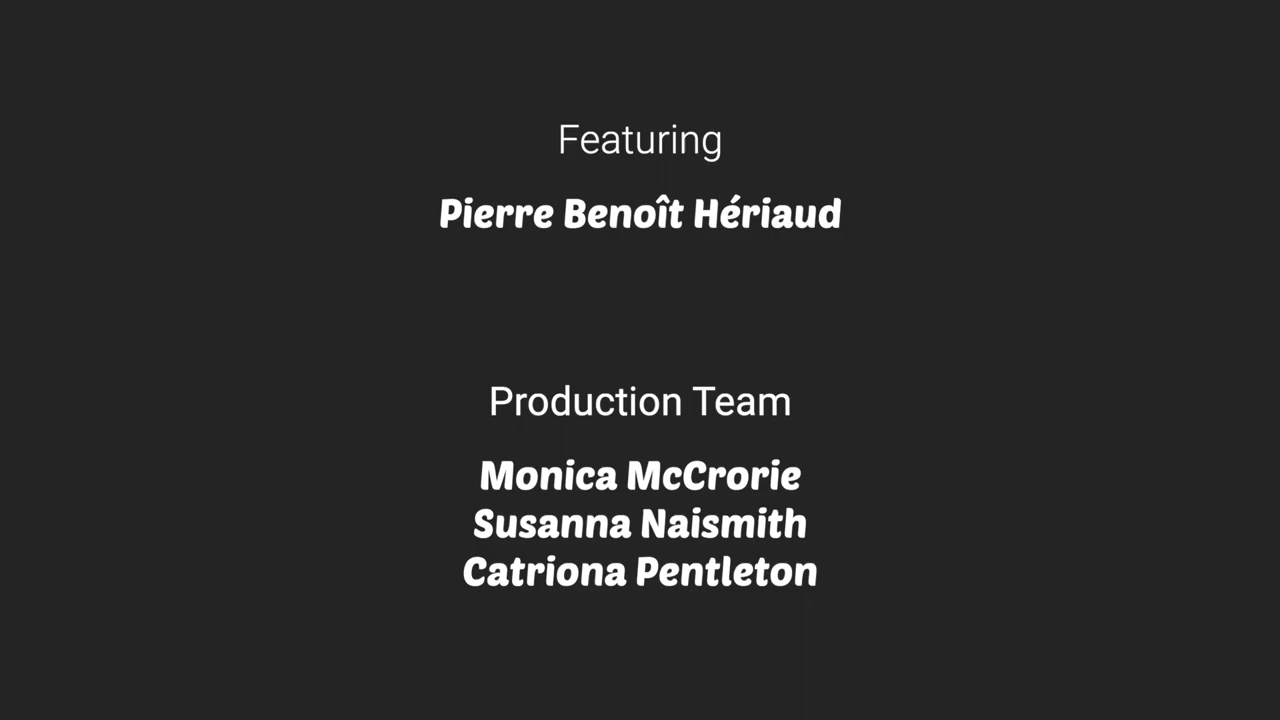 Featuring
Pierre Benoît Hériaud
Production Team
Monica McCrorie
Susanna Naismith
Catriona Pentleton